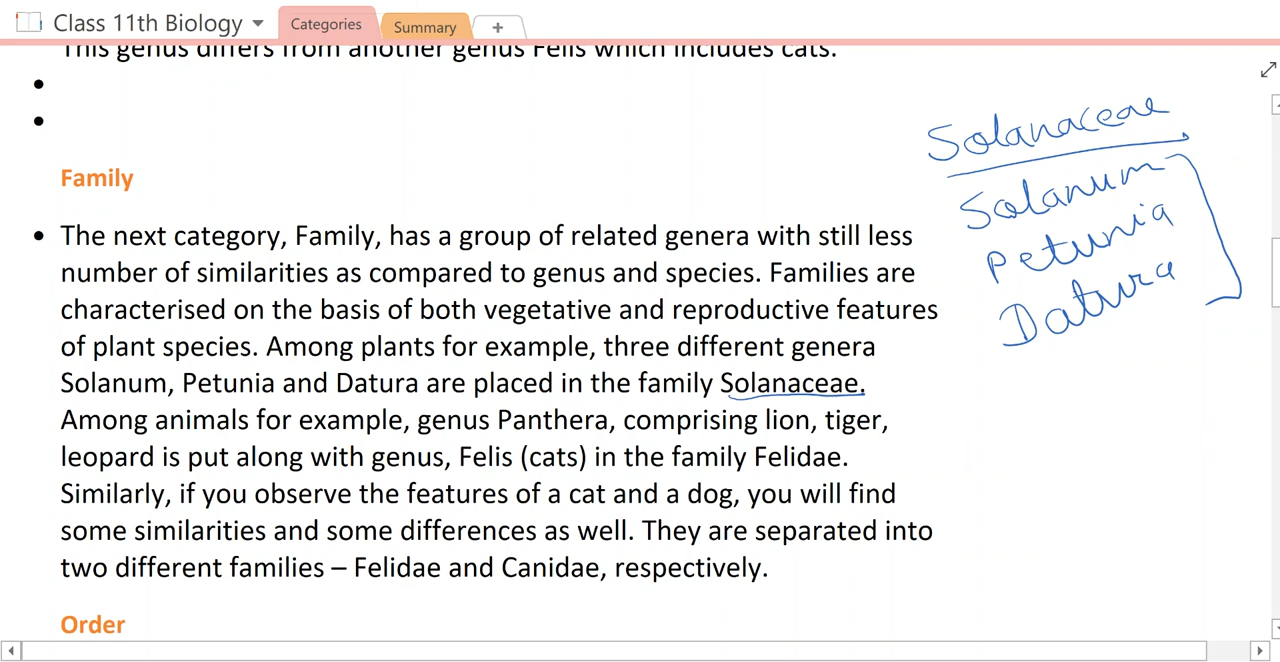 Class 11th Biology
Categories
Summary
This genus differs from another genus Felis which includes cats.
Family
The next category, Family, has a group of related genera with still less
number of similarities as compared to genus and species. Families are
characterised on the basis of both vegetative and reproductive features
of plant species. Among plants for example, three different genera
Solanum, Petunia and Datura are placed in the family Solanaceae.
Among animals for example, genus Panthera, comprising lion, tiger,
leopard is put along with genus, Felis (cats) in the family Felidae.
Similarly, if you observe the features of a cat and a dog, you will find
some similarities and some differences as well. They are separated into
two different families – Felidae and Canidae, respectively.
Order
Solanaceae
Solanum
Petunia
Datura